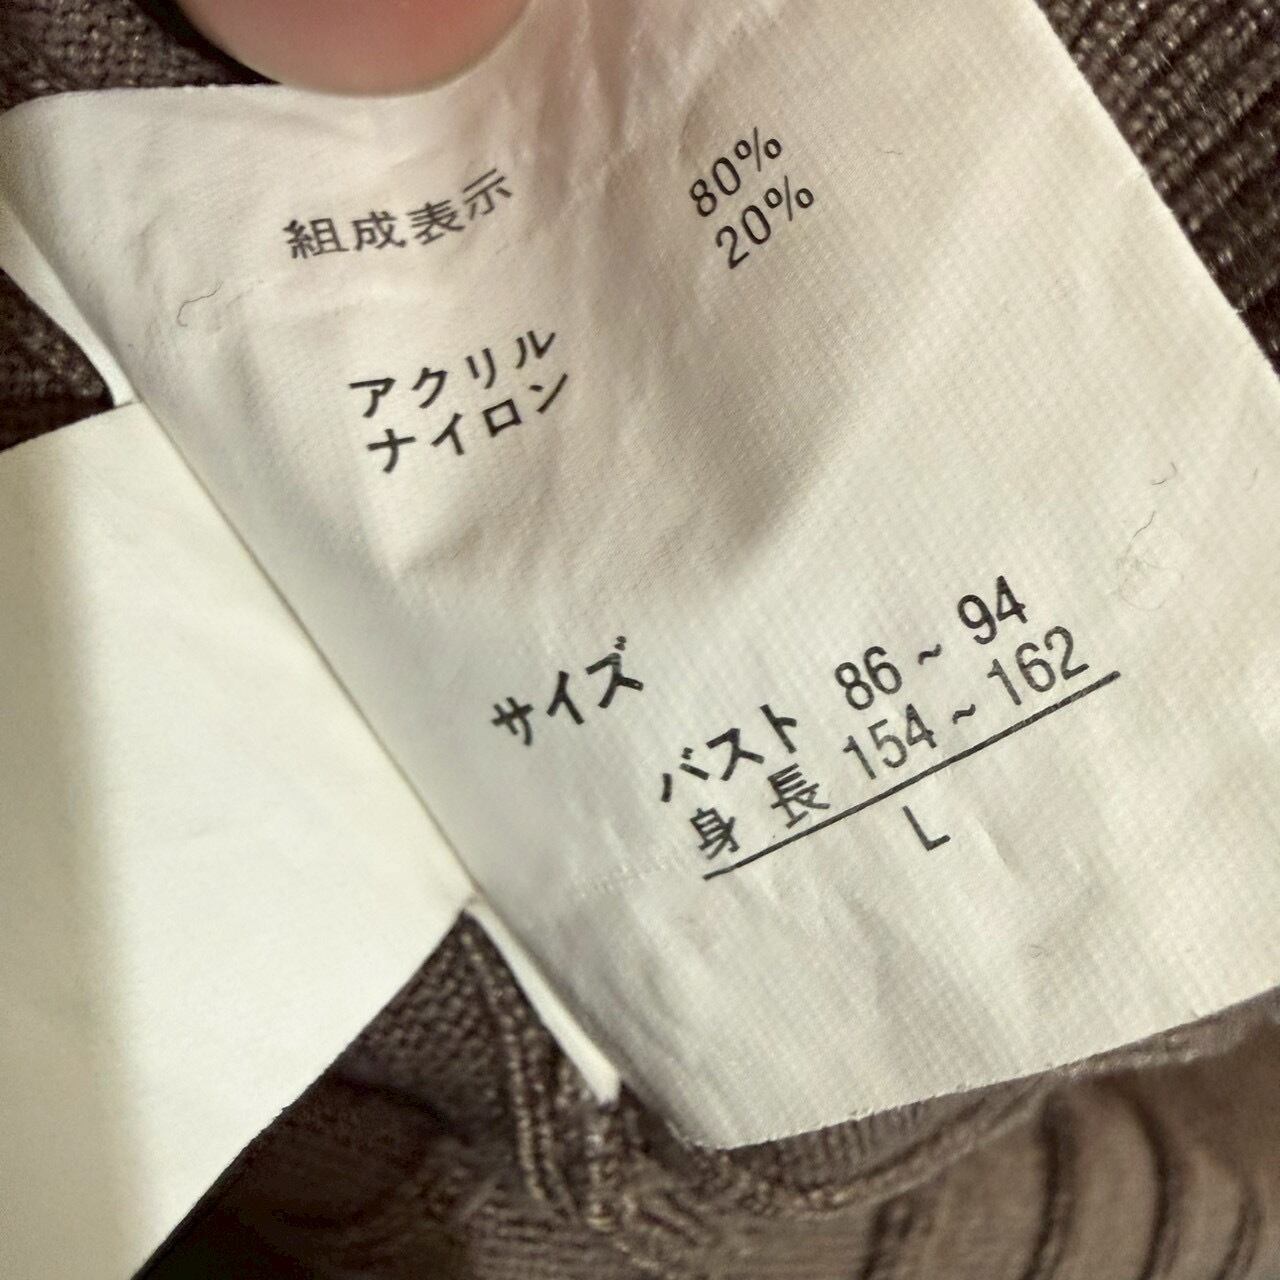 組成表示
アクリル 80%
ナイロン 20%
サイズ
バスト 86~94
身長 154~162
L